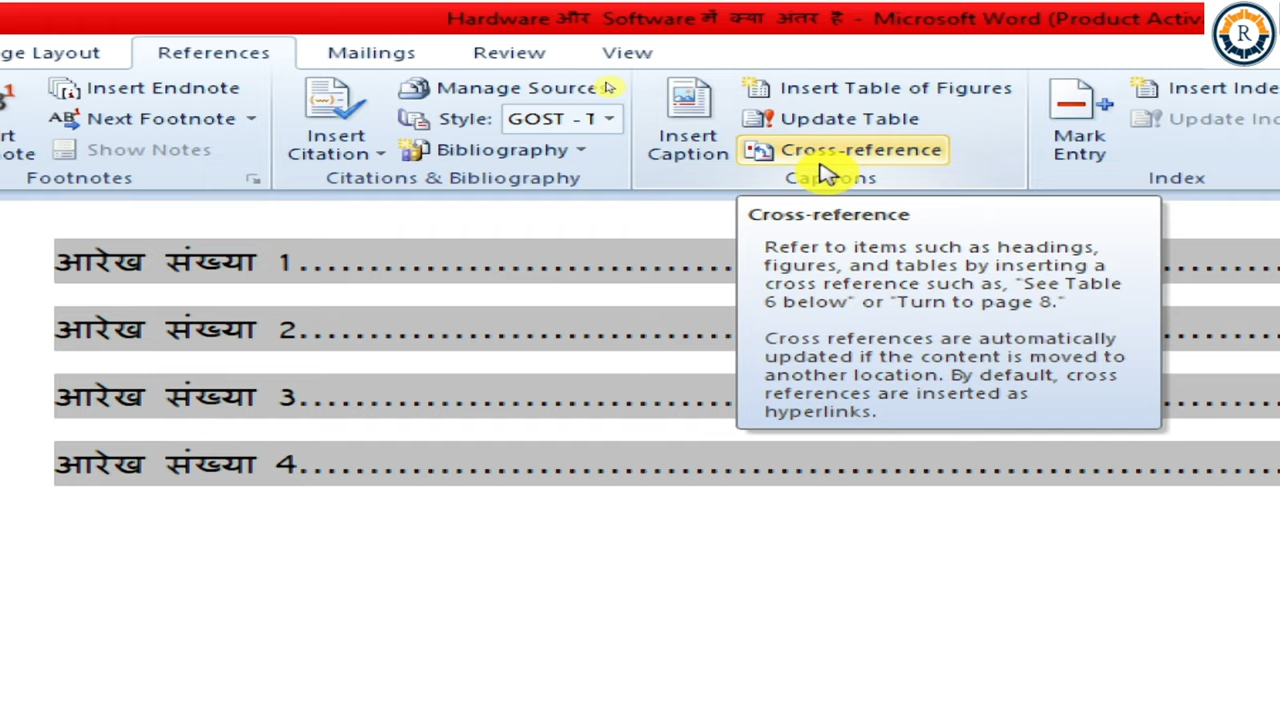 Hardware और Software में क्या अंतर है - Microsoft Word (Product Activa
R
ge Layout References Mailings Review View
Insert Endnote
Next Footnote
Show Notes
Footnotes
Insert Citation
Manage Source
Style: GOST - T
Bibliography
Citations & Bibliography
Insert Caption
Insert Table of Figures
Update Table
Cross-reference
Captions
Mark Entry
Insert Inde
Update Ind
Index
Cross-reference
Refer to items such as headings,
figures, and tables by inserting a
cross reference such as, "See Table
6 below" or "Turn to page 8."
Cross references are automatically
updated if the content is moved to
another location. By default, cross
references are inserted as
hyperlinks.
आरेख संख्या 1
आरेख संख्या 2
आरेख संख्या 3
आरेख संख्या 4